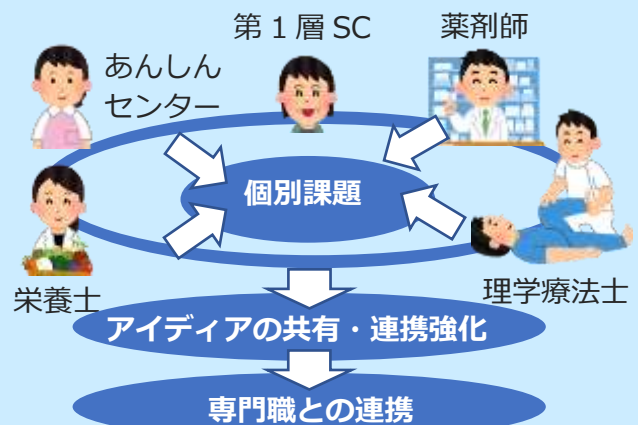 第1層SC
薬剤師
あんしん
センター
個別課題
栄養士
理学療法士
アイディアの共有・連携強化
専門職との連携